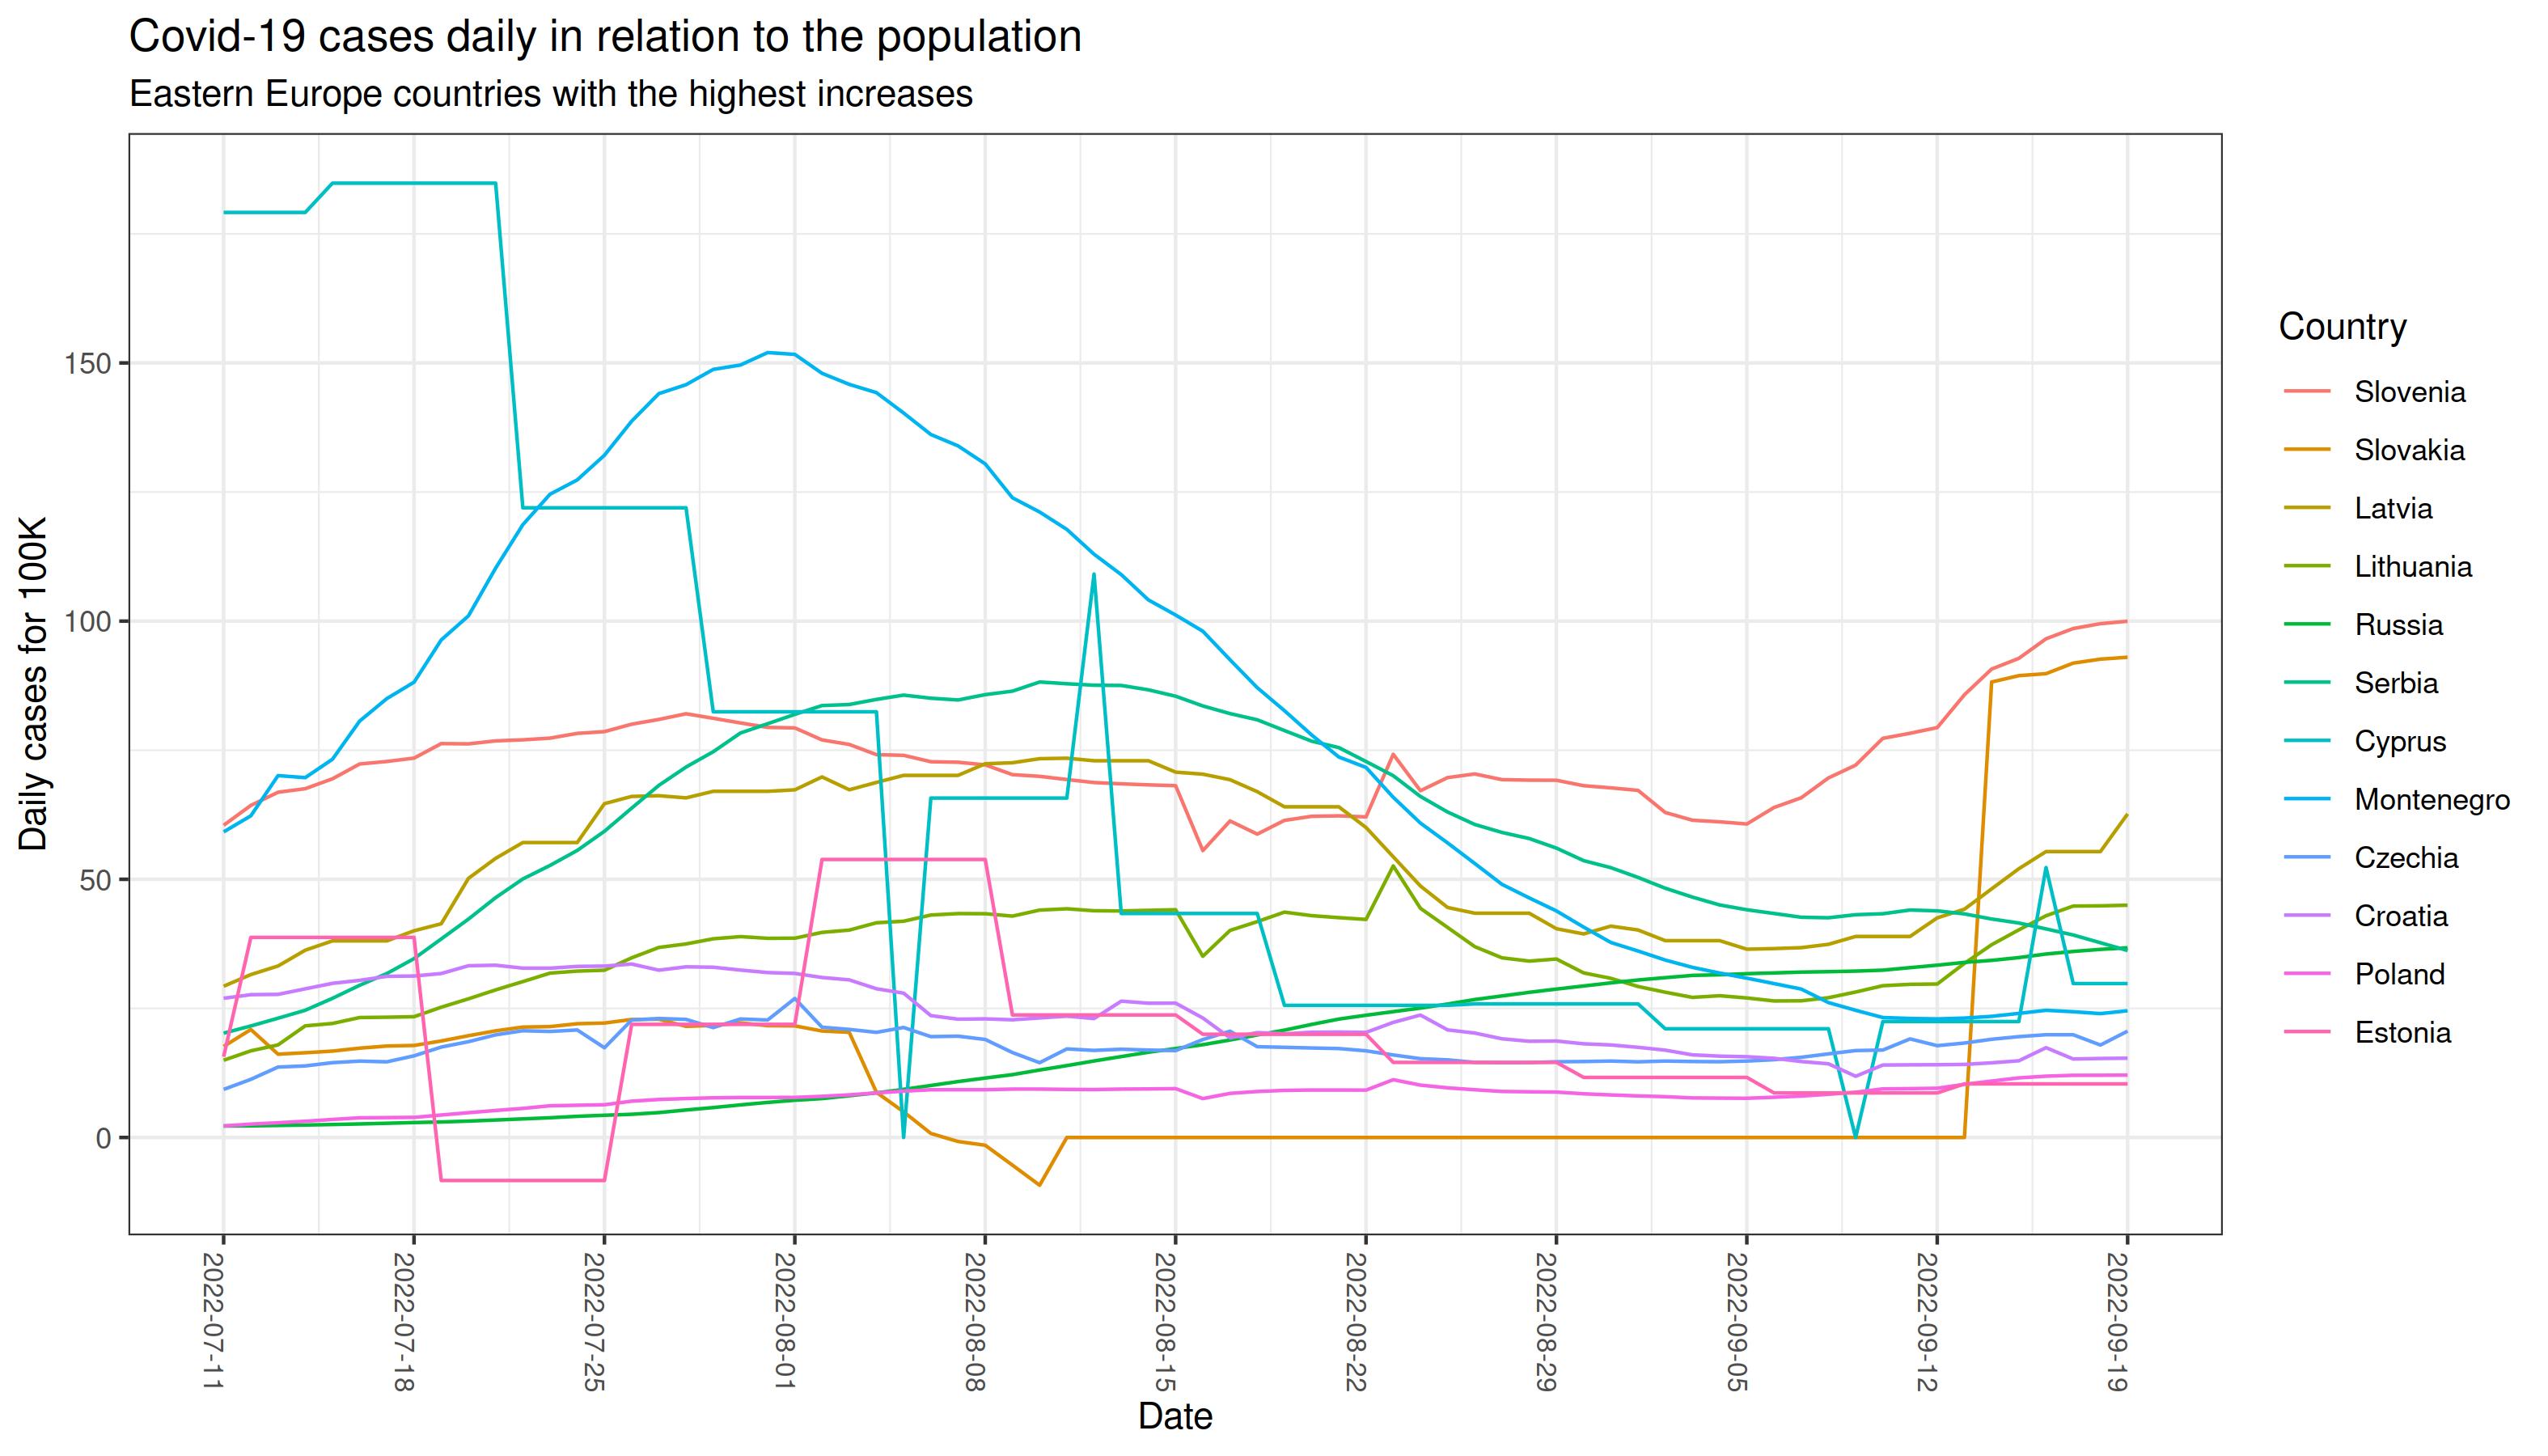 Covid-19 cases daily in relation to the population
Eastern Europe countries with the highest increases
Daily cases for 100K
150
100
50
0
2022-07-11
2022-07-18
2022-07-25
2022-08-01
2022-08-08
2022-08-15
2022-08-22
2022-08-29
2022-09-05
2022-09-12
2022-09-19
Date
Country
Slovenia
Slovakia
Latvia
Lithuania
Russia
Serbia
Cyprus
Montenegro
Czechia
Croatia
Poland
Estonia